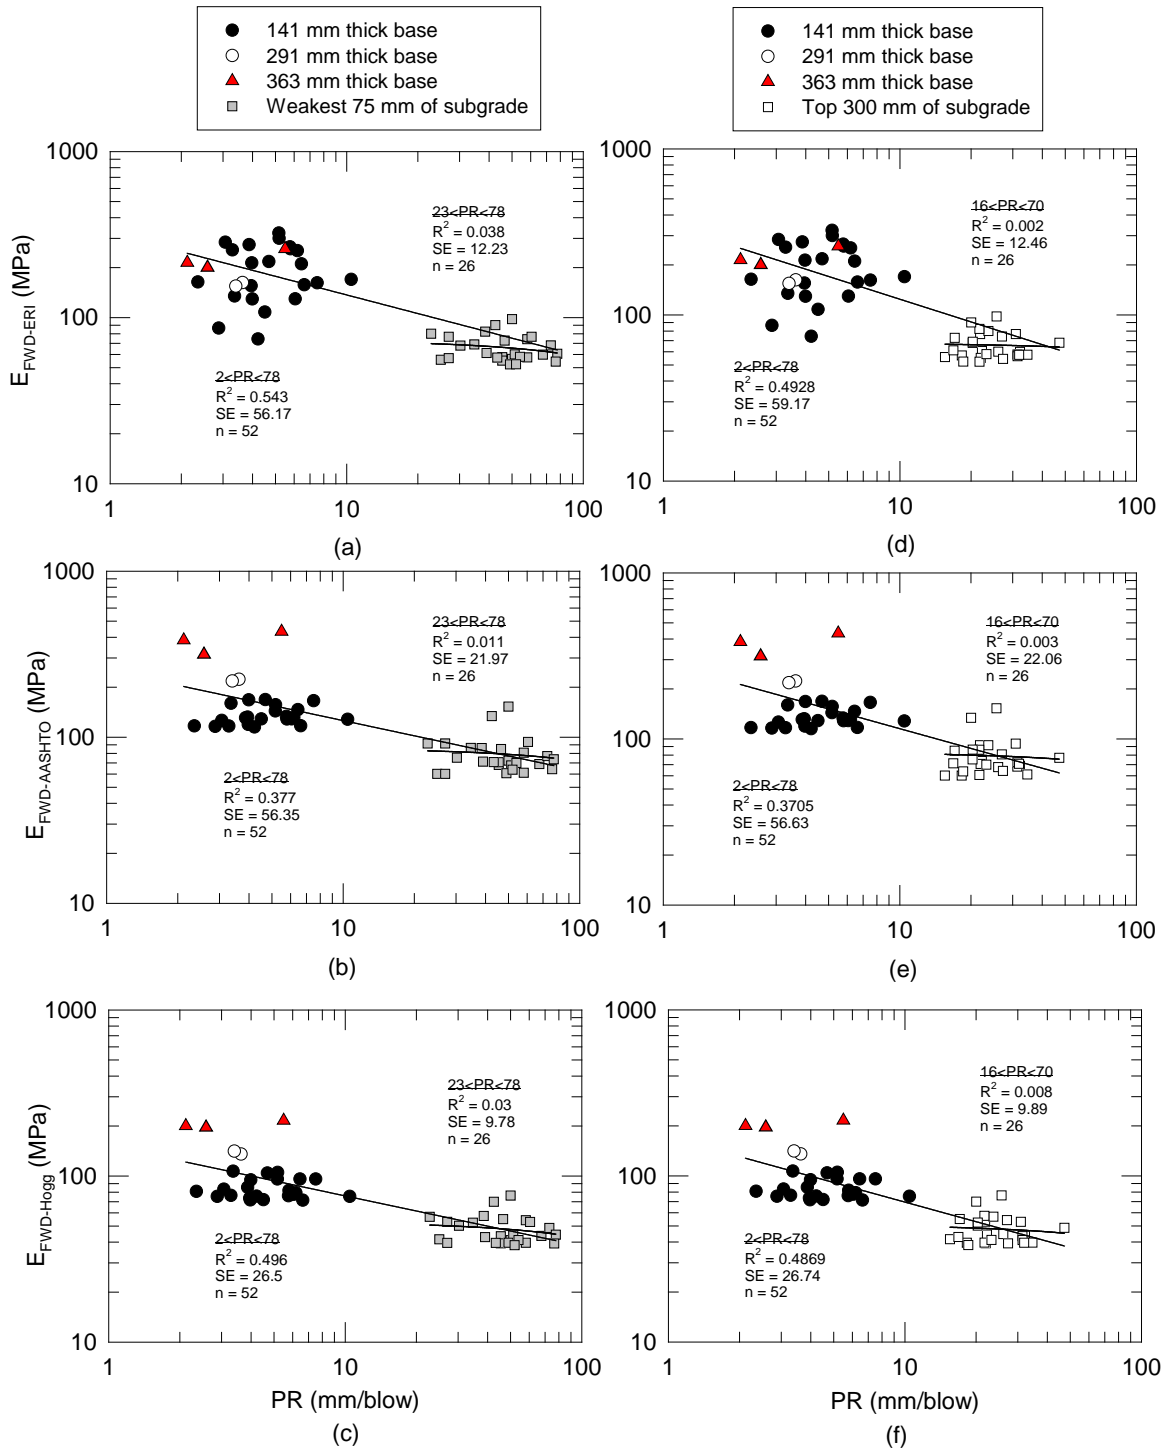 141 mm thick base
291 mm thick base
363 mm thick base
Weakest 75 mm of subgrade
141 mm thick base
291 mm thick base
363 mm thick base
Top 300 mm of subgrade
E_FWD-ERI (MPa)
1000
100
10
23<PR<78
R² = 0.038
SE = 12.23
n = 26
2<PR<78
R² = 0.543
SE = 56.17
n = 52
1
10
100
(a)
1000
100
10
16<PR<70
R² = 0.002
SE = 12.46
n = 26
2<PR<78
R² = 0.4928
SE = 59.17
n = 52
1
10
100
(d)
E_FWD-AASHTO (MPa)
1000
100
10
23<PR<78
R² = 0.011
SE = 21.97
n = 26
2<PR<78
R² = 0.377
SE = 56.35
n = 52
1
10
100
(b)
1000
100
10
16<PR<70
R² = 0.003
SE = 22.06
n = 26
2<PR<78
R² = 0.3705
SE = 56.63
n = 52
1
10
100
(e)
E_FWD-Hogg (MPa)
1000
100
10
23<PR<78
R² = 0.03
SE = 9.78
n = 26
2<PR<78
R² = 0.496
SE = 26.5
n = 52
1
10
100
PR (mm/blow)
(c)
1000
100
10
16<PR<70
R² = 0.008
SE = 9.89
n = 26
2<PR<78
R² = 0.4869
SE = 26.74
n = 52
1
10
100
PR (mm/blow)
(f)